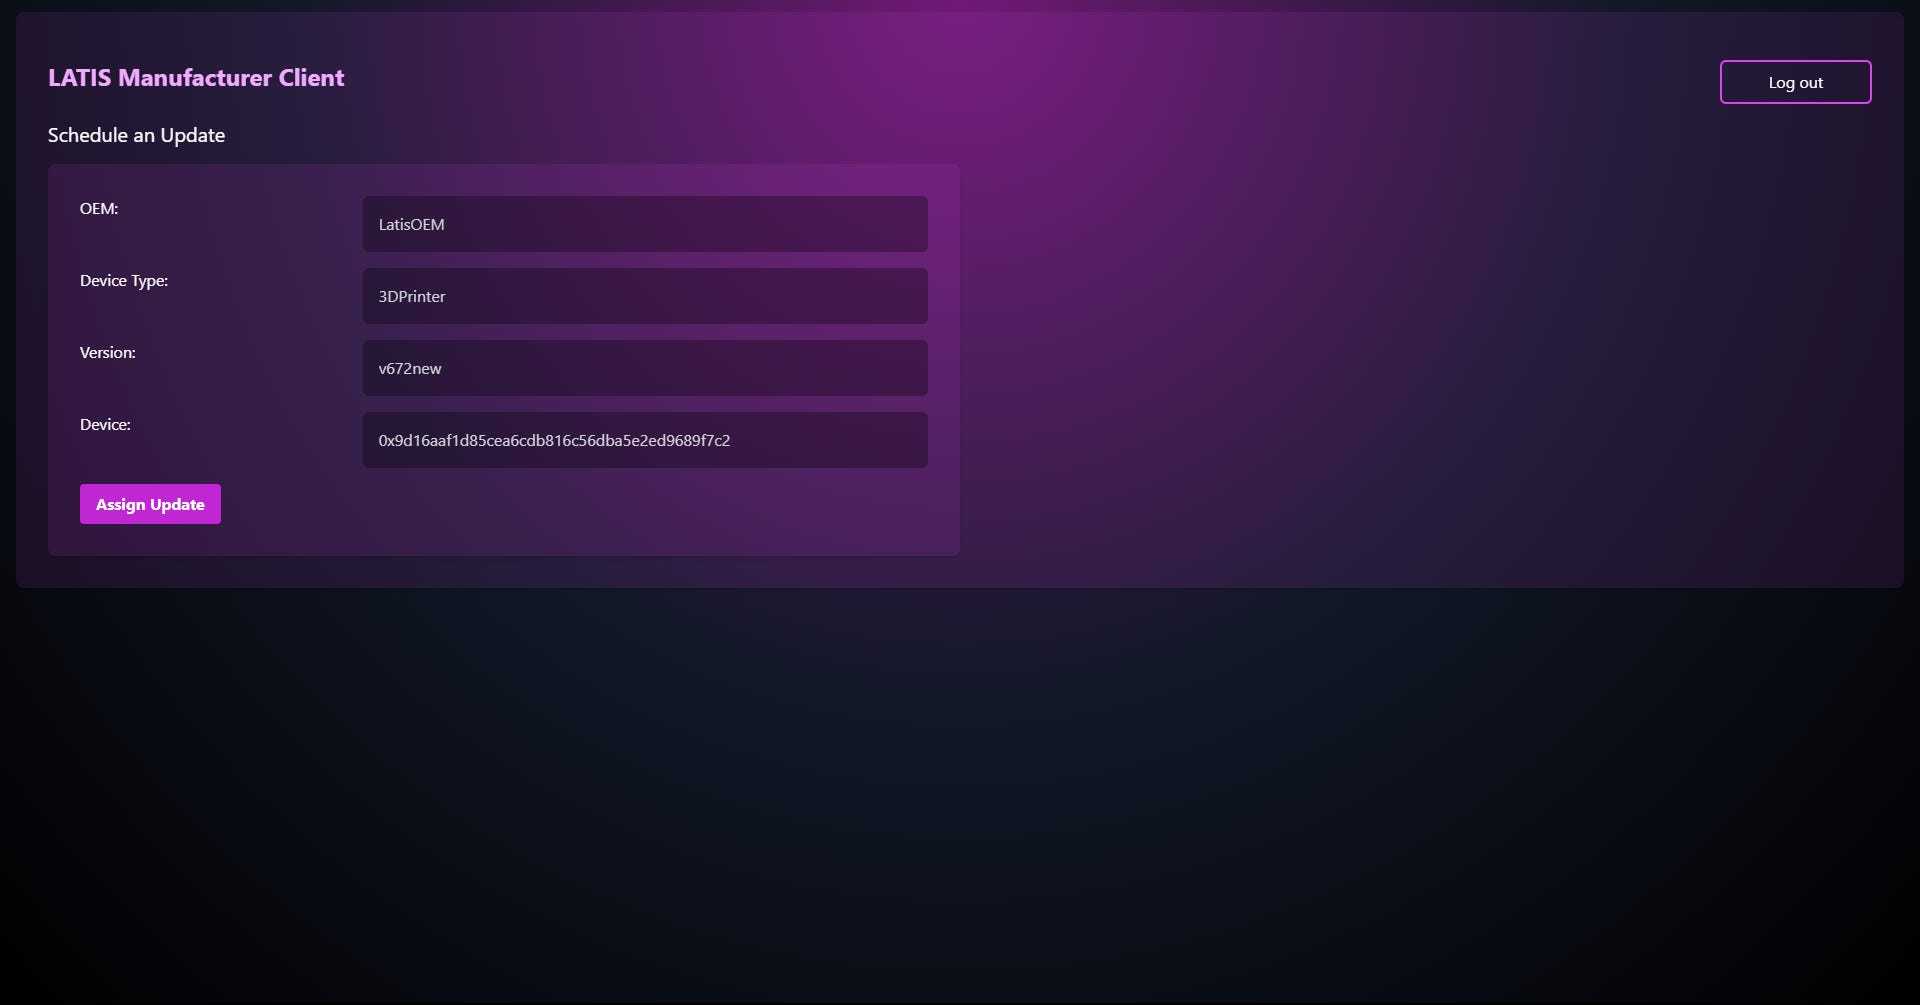 LATIS Manufacturer Client
Log out
Schedule an Update
OEM:
LatisOEM
Device Type:
3DPrinter
Version:
v672new
Device:
0x9d16aaf1d85cea6cdb816c56dba5e2ed9689f7c2
Assign Update